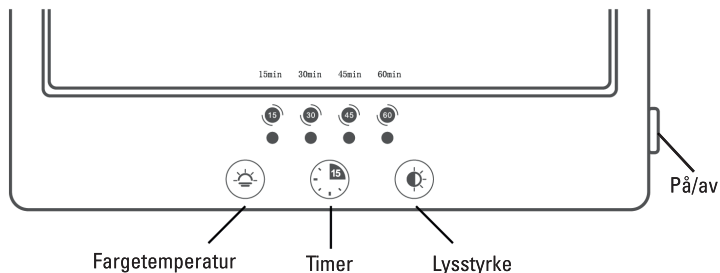 15min 30min 45min 60min
15 30 45 60
15
På/av
Fargetemperatur Timer Lysstyrke